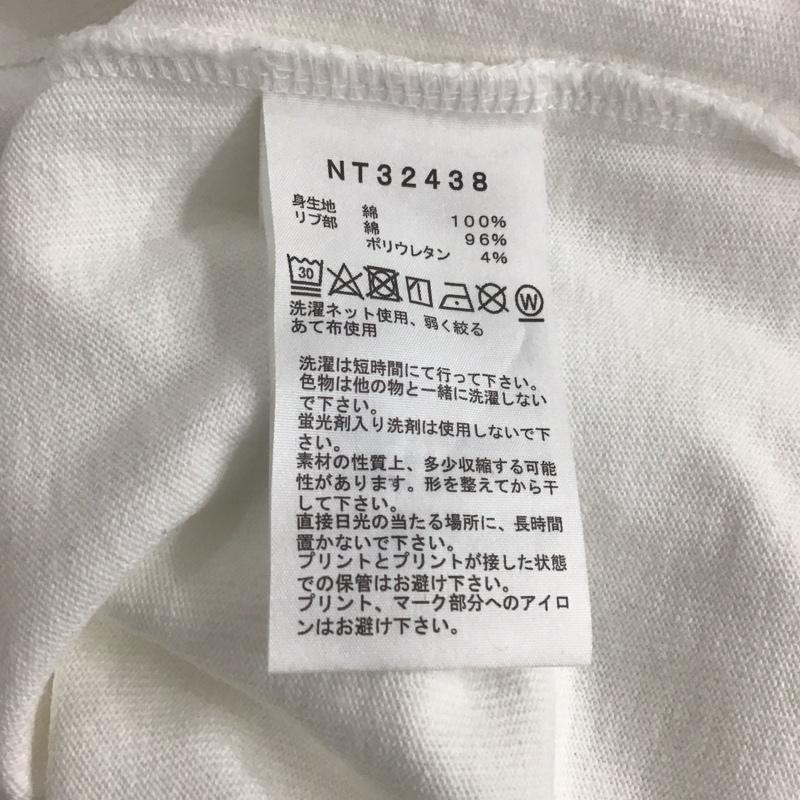 NT32438
身生地 綿 100%
リブ部 綿 96%
ポリウレタン 4%
30 W
洗濯ネット使用、弱く絞る
あて布使用
洗濯は短時間にて行って下さい。
色物は他の物と一緒に洗濯しない
で下さい。
蛍光剤入り洗剤は使用しないで下
さい。
素材の性質上、多少収縮する可能
性があります。形を整えてから干
して下さい。
直接日光の当たる場所に、長時間
置かないで下さい。
プリントとプリントが接した状態
での保管はお避け下さい。
プリント、マーク部分へのアイロ
ンはお避け下さい。